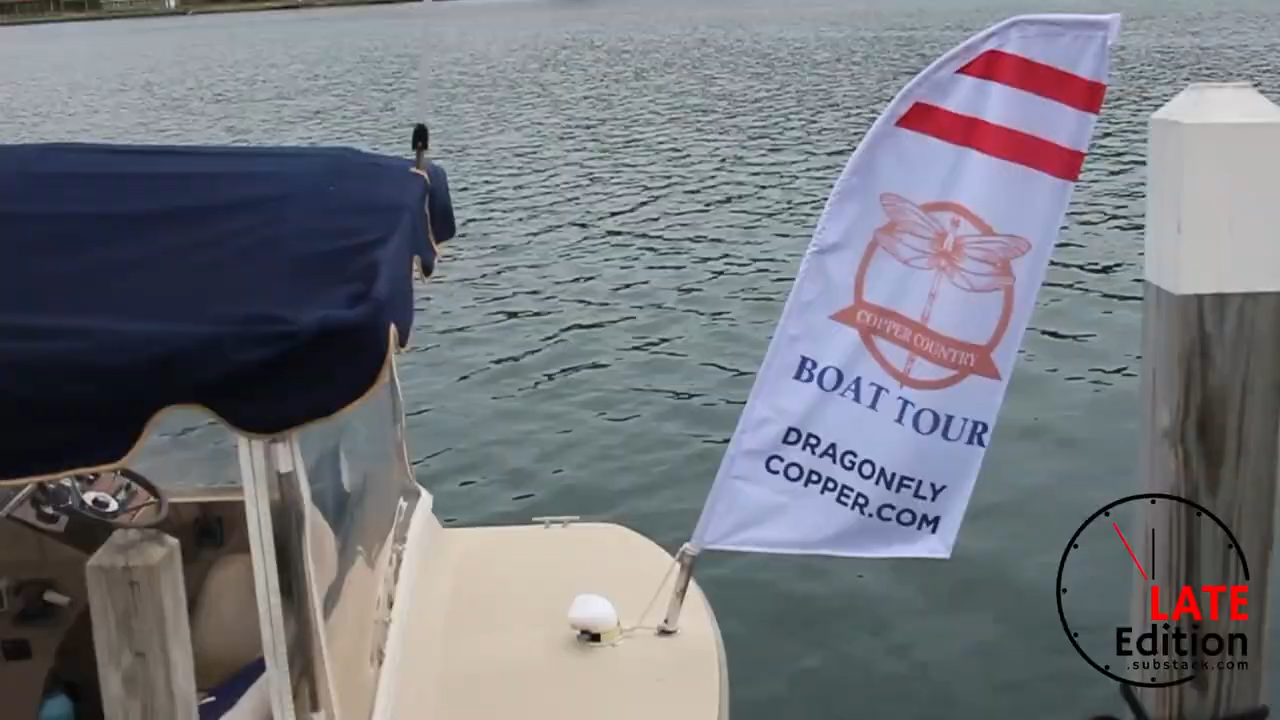 COPPER COUNTRY
BOAT TOUR
DRAGONFLY
COPPER.COM
LATE
Edition
.substack.com